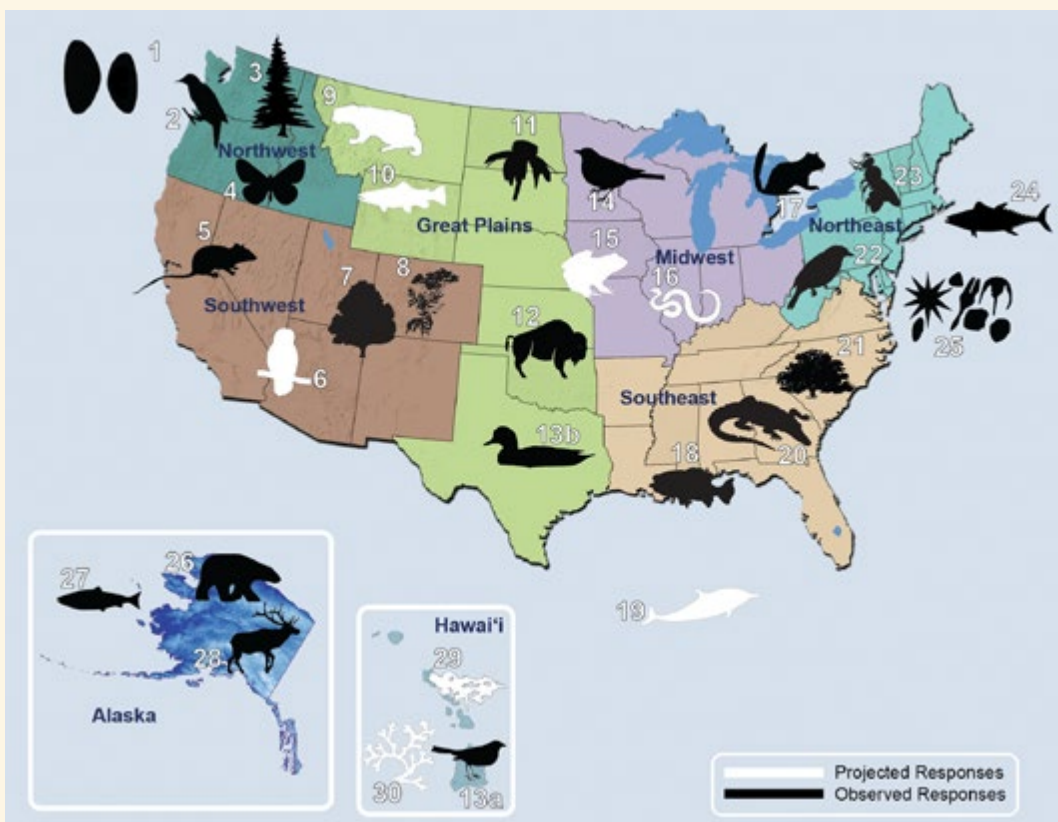 1
2
3
Northwest
4
5
Southwest
6
7
8
9
10
11
Great Plains
12
13b
14
15
Midwest
16
17
Northeast
18
19
20
Southeast
21
22
23
24
25
26
27
28
Alaska
Hawai‘i
29
30
13a
Projected Responses
Observed Responses